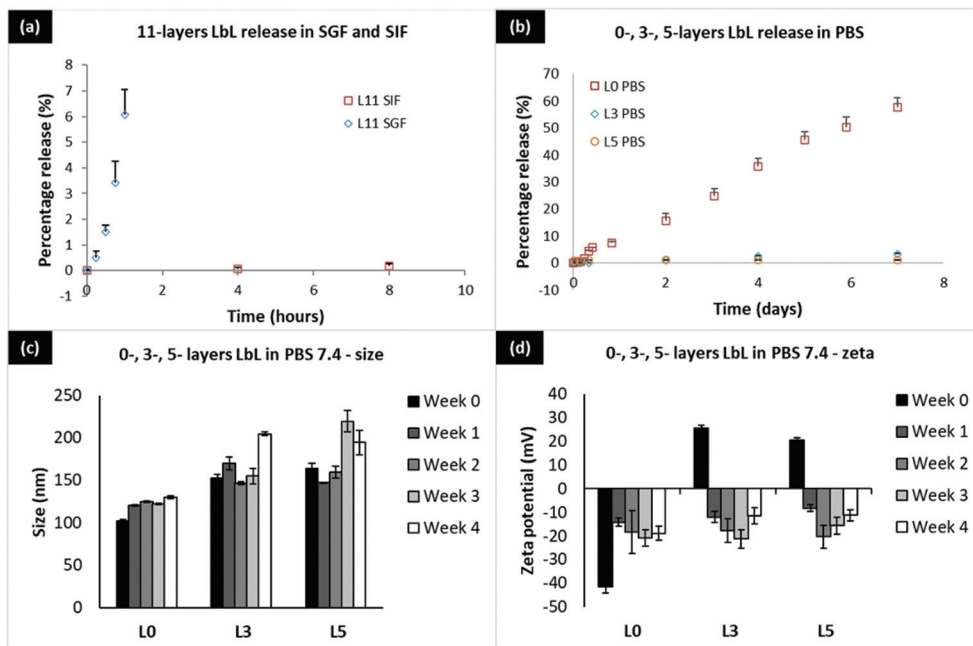 (a)
11-layers LbL release in SGF and SIF
Percentage release (%)
8
7
6
5
4
3
2
1
0
-1
0 2 4 6 8 10
Time (hours)
L11 SIF
L11 SGF
(b)
0-, 3-, 5-layers LbL release in PBS
Percentage release (%)
70
60
50
40
30
20
10
0
-10
0 2 4 6 8
Time (days)
L0 PBS
L3 PBS
L5 PBS
(c)
0-, 3-, 5- layers LbL in PBS 7.4 - size
Size (nm)
250
200
150
100
50
0
L0 L3 L5
Week 0
Week 1
Week 2
Week 3
Week 4
(d)
0-, 3-, 5- layers LbL in PBS 7.4 - zeta
Zeta potential (mV)
40
30
20
10
0
-10
-20
-30
-40
-50
L0 L3 L5
Week 0
Week 1
Week 2
Week 3
Week 4